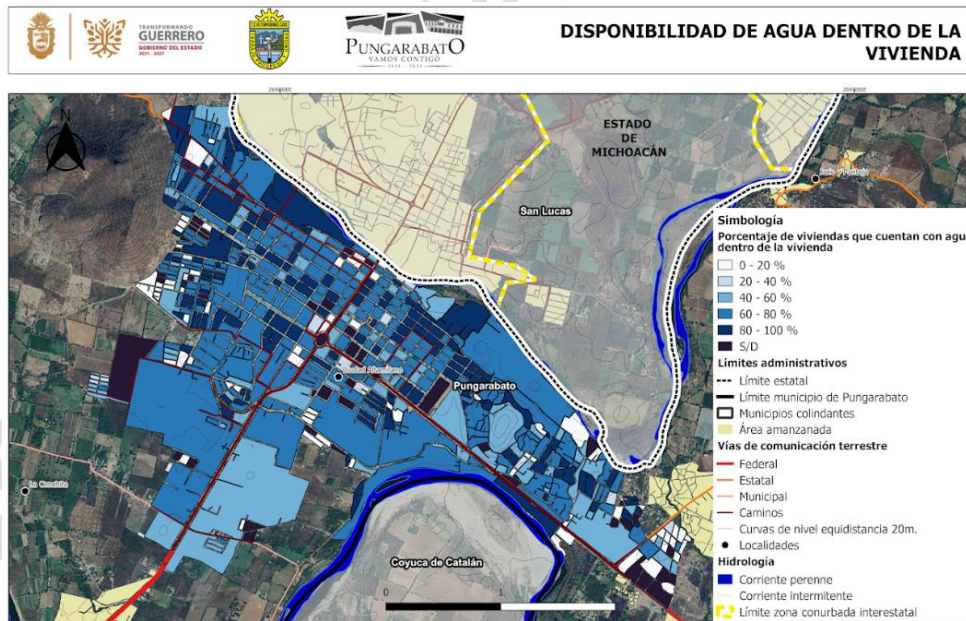 TRANSFORMANDO
GUERRERO
GOBIERNO DEL ESTADO
2021 - 2027
PUNGARABATO
VAMOS CONTIGO
DISPONIBILIDAD DE AGUA DENTRO DE LA
VIVIENDA
N
ESTADO
DE
MICHOACÁN
San Lucas
Ciudad Altamirano
Pungarabato
La Conchita
Coyuca de Catalán
0 1
Simbología
Porcentaje de viviendas que cuentan con agu
dentro de la vivienda
0 - 20 %
20 - 40 %
40 - 60 %
60 - 80 %
80 - 100 %
S/D
Límites administrativos
Límite estatal
Límite municipio de Pungarabato
Municipios colindantes
Área amanzanada
Vías de comunicación terrestre
Federal
Estatal
Municipal
Caminos
Curvas de nivel equidistancia 20m.
Localidades
Hidrología
Corriente perenne
Corriente intermitente
Límite zona conurbada interestatal